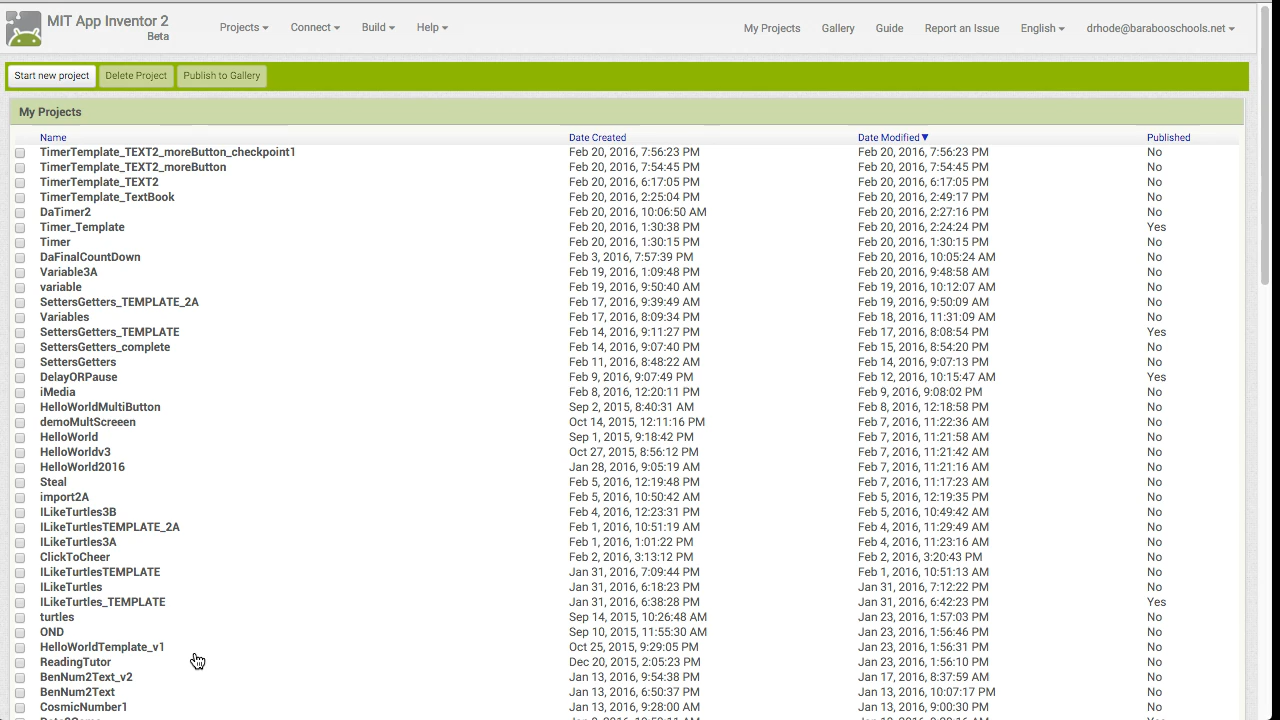 MIT App Inventor 2
Beta
Projects Connect Build Help
My Projects Gallery Guide Report an Issue English drhode@barabooschools.net
Start new project Delete Project Publish to Gallery
My Projects
Name Date Created Date Modified▼ Published
TimerTemplate_TEXT2_moreButton_checkpoint1 Feb 20, 2016, 7:56:23 PM Feb 20, 2016, 7:56:23 PM No
TimerTemplate_TEXT2_moreButton Feb 20, 2016, 7:54:45 PM Feb 20, 2016, 7:54:45 PM No
TimerTemplate_TEXT2 Feb 20, 2016, 6:17:05 PM Feb 20, 2016, 6:17:05 PM No
TimerTemplate_TextBook Feb 20, 2016, 2:25:04 PM Feb 20, 2016, 2:49:17 PM No
DaTimer2 Feb 20, 2016, 10:06:50 AM Feb 20, 2016, 2:27:16 PM No
Timer_Template Feb 20, 2016, 1:30:38 PM Feb 20, 2016, 2:24:24 PM Yes
Timer Feb 20, 2016, 1:30:15 PM Feb 20, 2016, 1:30:15 PM No
DaFinalCountDown Feb 3, 2016, 7:57:39 PM Feb 20, 2016, 10:05:24 AM No
Variable3A Feb 19, 2016, 1:09:48 PM Feb 20, 2016, 9:48:58 AM No
variable Feb 19, 2016, 9:50:40 AM Feb 19, 2016, 10:12:07 AM No
SettersGetters_TEMPLATE_2A Feb 17, 2016, 9:39:49 AM Feb 19, 2016, 9:50:09 AM No
Variables Feb 17, 2016, 8:09:34 PM Feb 18, 2016, 11:31:09 AM No
SettersGetters_TEMPLATE Feb 14, 2016, 9:11:27 PM Feb 17, 2016, 8:08:54 PM Yes
SettersGetters_complete Feb 14, 2016, 9:07:40 PM Feb 15, 2016, 8:54:20 PM No
SettersGetters Feb 11, 2016, 8:48:22 AM Feb 14, 2016, 9:07:13 PM No
DelayORPause Feb 9, 2016, 9:07:49 PM Feb 12, 2016, 10:15:47 AM Yes
iMedia Feb 8, 2016, 12:20:11 PM Feb 9, 2016, 9:08:02 PM No
HelloWorldMultiButton Sep 2, 2015, 8:40:31 AM Feb 8, 2016, 12:18:58 PM No
demoMultScreeen Oct 14, 2015, 12:11:16 PM Feb 7, 2016, 11:22:36 AM No
HelloWorld Sep 1, 2015, 9:18:42 PM Feb 7, 2016, 11:21:58 AM No
HelloWorldv3 Oct 27, 2015, 8:56:12 PM Feb 7, 2016, 11:21:42 AM No
HelloWorld2016 Jan 28, 2016, 9:05:19 AM Feb 7, 2016, 11:21:16 AM No
Steal Feb 5, 2016, 12:19:48 PM Feb 7, 2016, 11:17:23 AM No
import2A Feb 5, 2016, 10:50:42 AM Feb 5, 2016, 12:19:35 PM No
ILikeTurtles3B Feb 4, 2016, 12:23:31 PM Feb 5, 2016, 10:49:42 AM No
ILikeTurtlesTEMPLATE_2A Feb 1, 2016, 10:51:19 AM Feb 4, 2016, 11:29:49 AM No
ILikeTurtles3A Feb 1, 2016, 1:01:22 PM Feb 4, 2016, 11:23:16 AM No
ClickToCheer Feb 2, 2016, 3:13:12 PM Feb 2, 2016, 3:20:43 PM No
ILikeTurtlesTEMPLATE Jan 31, 2016, 7:09:44 PM Feb 1, 2016, 10:51:13 AM No
ILikeTurtles Jan 31, 2016, 6:18:23 PM Jan 31, 2016, 7:12:22 PM No
ILikeTurtles_TEMPLATE Jan 31, 2016, 6:38:28 PM Jan 31, 2016, 6:42:23 PM Yes
turtles Sep 14, 2015, 10:26:48 AM Jan 23, 2016, 1:57:03 PM No
OND Sep 10, 2015, 11:55:30 AM Jan 23, 2016, 1:56:46 PM No
HelloWorldTemplate_v1 Oct 25, 2015, 9:29:05 PM Jan 23, 2016, 1:56:31 PM No
ReadingTutor Dec 20, 2015, 2:05:23 PM Jan 23, 2016, 1:56:10 PM No
BenNum2Text_v2 Jan 13, 2016, 9:54:38 PM Jan 17, 2016, 8:37:59 AM No
BenNum2Text Jan 13, 2016, 6:50:37 PM Jan 13, 2016, 10:07:17 PM No
CosmicNumber1 Jan 13, 2016, 9:28:00 AM Jan 13, 2016, 9:00:30 PM No